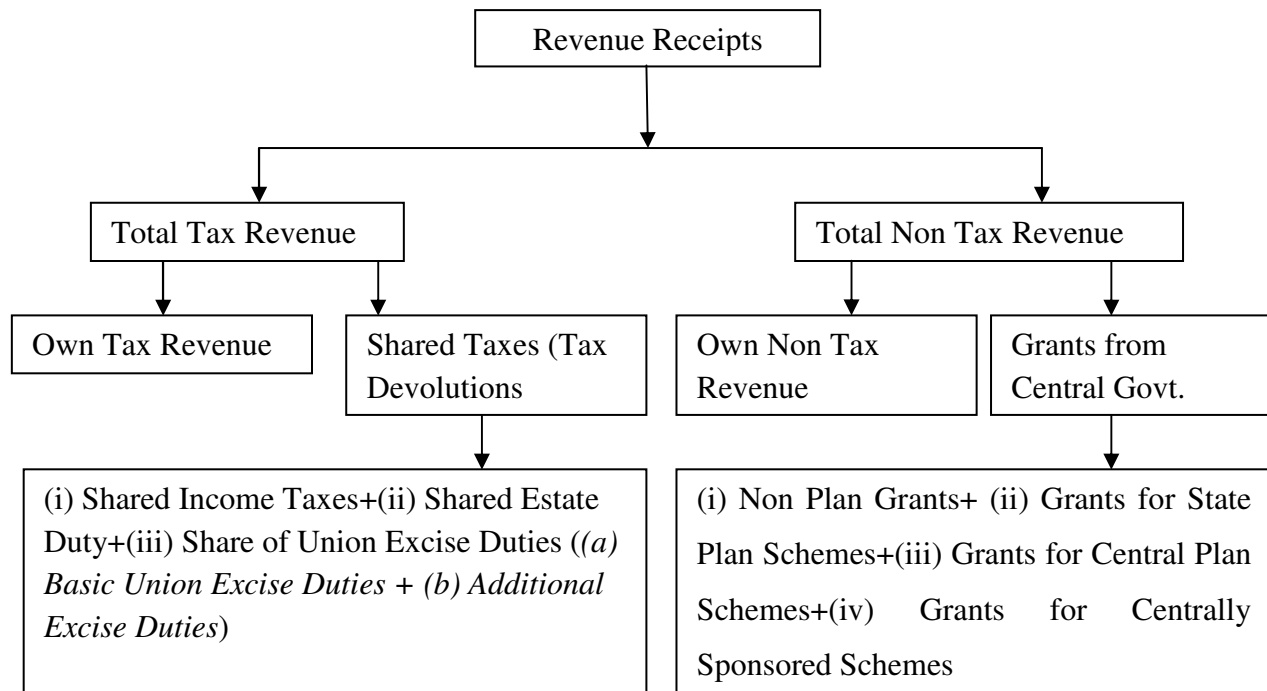 Revenue Receipts
Total Tax Revenue
Total Non Tax Revenue
Own Tax Revenue
Shared Taxes (Tax
Devolutions
Own Non Tax
Revenue
Grants from
Central Govt.
(i) Shared Income Taxes+(ii) Shared Estate
Duty+(iii) Share of Union Excise Duties ((a)
Basic Union Excise Duties + (b) Additional
Excise Duties)
(i) Non Plan Grants+ (ii) Grants for State
Plan Schemes+(iii) Grants for Central Plan
Schemes+(iv) Grants for Centrally
Sponsored Schemes